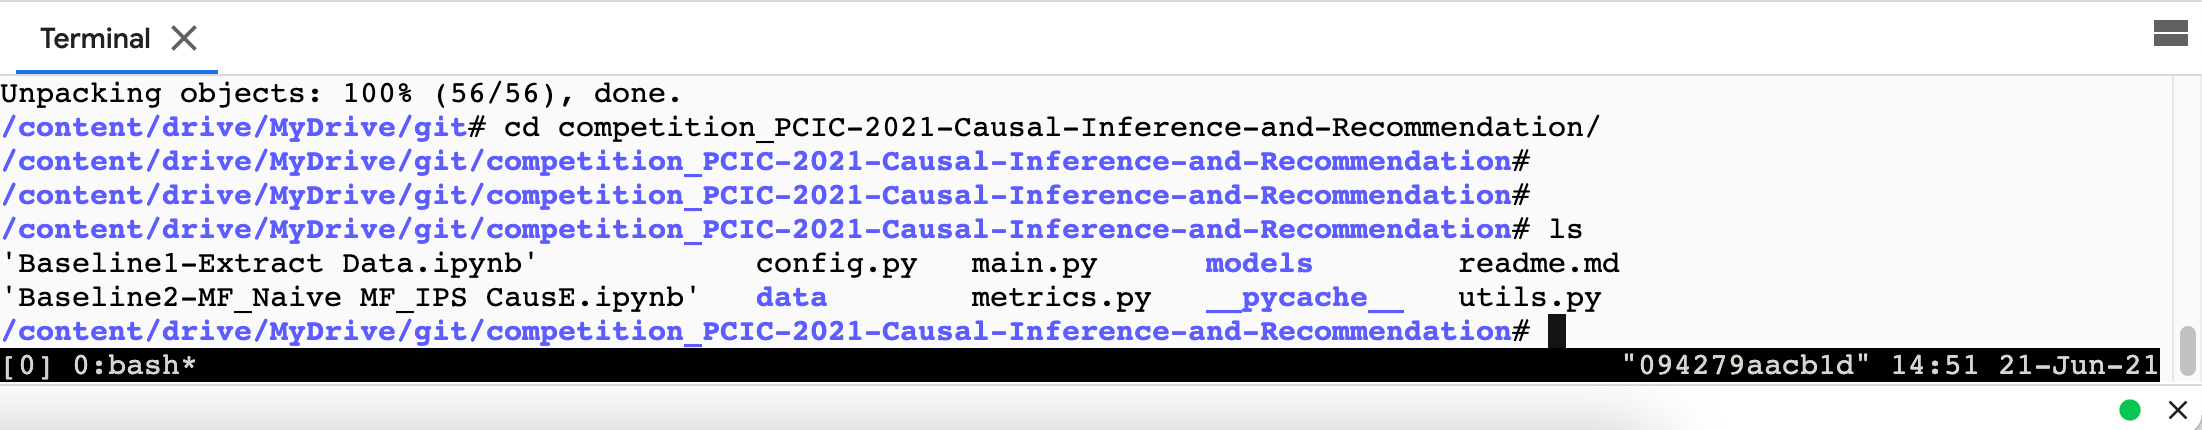 Terminal
Unpacking objects: 100% (56/56), done.
/content/drive/MyDrive/git# cd competition_PCIC-2021-Causal-Inference-and-Recommendation/
/content/drive/MyDrive/git/competition_PCIC-2021-Causal-Inference-and-Recommendation#
/content/drive/MyDrive/git/competition_PCIC-2021-Causal-Inference-and-Recommendation#
/content/drive/MyDrive/git/competition_PCIC-2021-Causal-Inference-and-Recommendation# ls
'Baseline1-Extract Data.ipynb' config.py main.py models readme.md
'Baseline2-MF_Naive MF_IPS CausE.ipynb' data metrics.py __pycache__ utils.py
/content/drive/MyDrive/git/competition_PCIC-2021-Causal-Inference-and-Recommendation#
[0] 0:bash* "094279aacb1d" 14:51 21-Jun-21